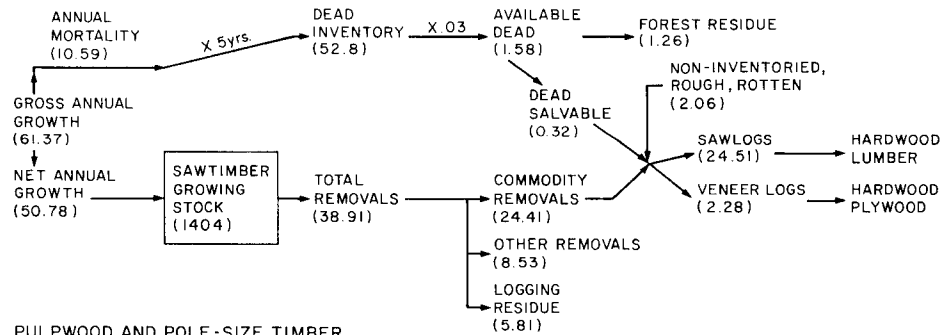 ANNUAL
MORTALITY
(10.59)
X 5yrs.
DEAD
INVENTORY
(52.8)
X.03
AVAILABLE
DEAD
(1.58)
FOREST RESIDUE
(1.26)
NON-INVENTORIED,
ROUGH, ROTTEN
(2.06)
DEAD
SALVABLE
(0.32)
GROSS ANNUAL
GROWTH
(61.37)
NET ANNUAL
GROWTH
(50.78)
SAWTIMBER
GROWING
STOCK
(1404)
TOTAL
REMOVALS
(38.91)
COMMODITY
REMOVALS
(24.41)
SAWLOGS
(24.51)
HARDWOOD
LUMBER
VENEER LOGS
(2.28)
HARDWOOD
PLYWOOD
OTHER REMOVALS
(8.53)
LOGGING
RESIDUE
(5.81)
PULPWOOD AND POLE-SIZE TIMBER